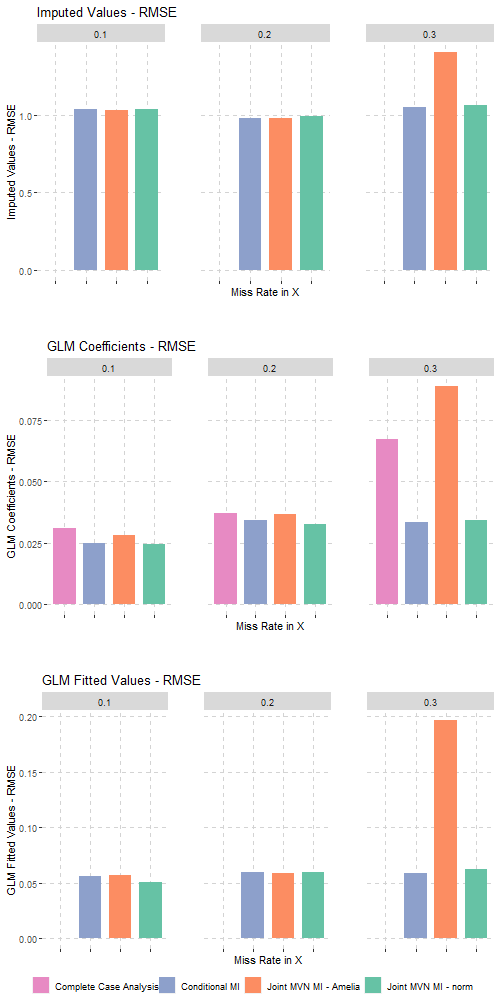 Imputed Values - RMSE
0.1 0.2 0.3
1.0
0.5
0.0
Imputed Values - RMSE
Miss Rate in X
GLM Coefficients - RMSE
0.1 0.2 0.3
0.075
0.050
0.025
0.000
GLM Coefficients - RMSE
Miss Rate in X
GLM Fitted Values - RMSE
0.1 0.2 0.3
0.20
0.15
0.10
0.05
0.00
GLM Fitted Values - RMSE
Miss Rate in X
Complete Case Analysis Conditional MI Joint MVN MI - Amelia Joint MVN MI - norm